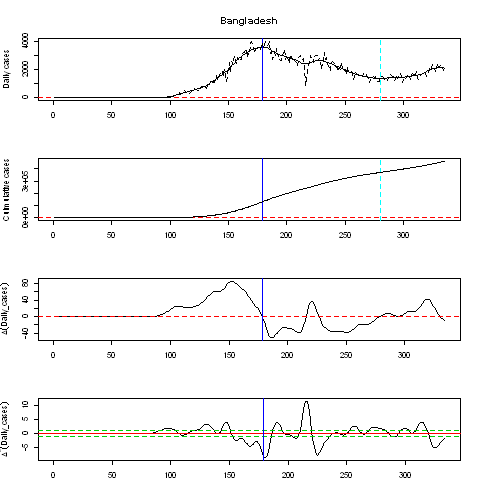 Bangladesh
Daily cases
0 2000 4000
0 50 100 150 200 250 300
Cumulative cases
0e+00 3e+05
0 50 100 150 200 250 300
Δ(Daily_cases)
-40 0 40 80
0 50 100 150 200 250 300
Δ²(Daily_cases)
-5 0 5 10
0 50 100 150 200 250 300